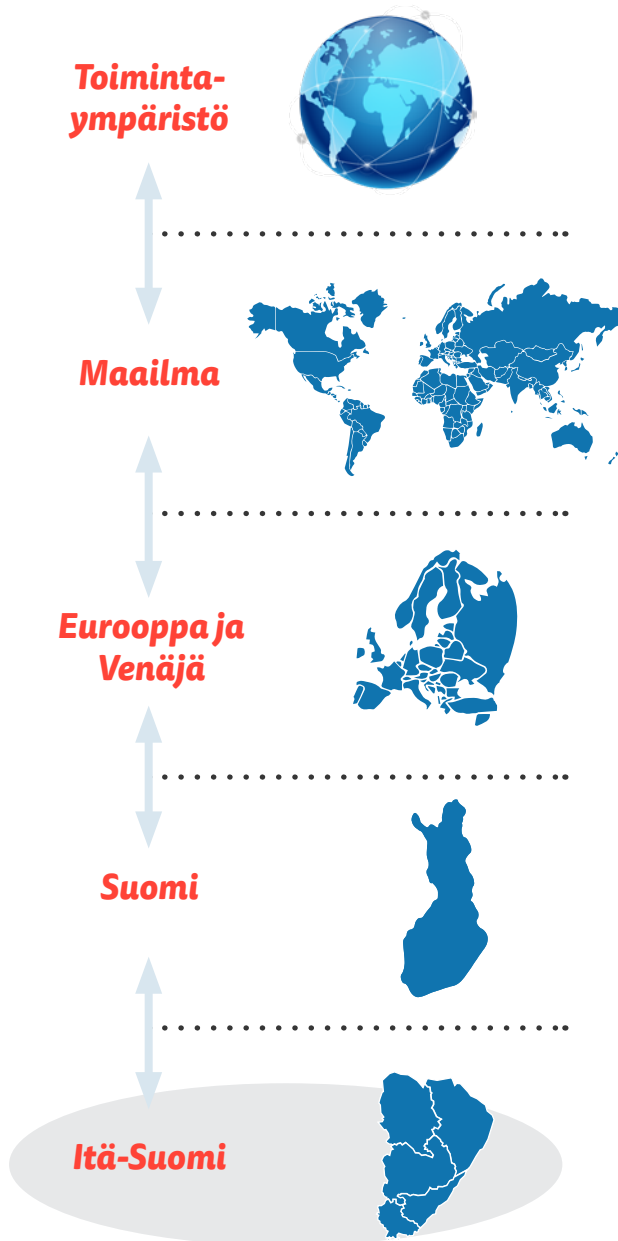 Toiminta-
ympäristö
Maailma
Eurooppa ja
Venäjä
Suomi
Itä-Suomi